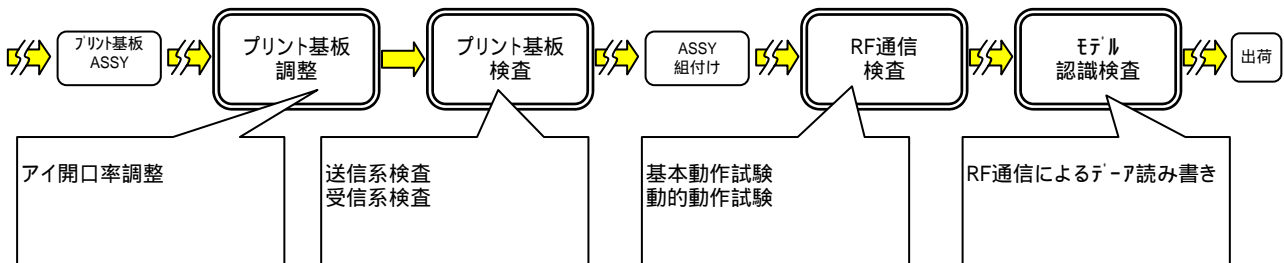 ﾌﾟﾘﾝﾄ基板
ASSY
プリント基板
調整
プリント基板
検査
ASSY
組付け
RF通信
検査
ﾓﾃﾞﾙ
認識検査
出荷
アイ開口率調整
送信系検査
受信系検査
基本動作試験
動的動作試験
RF通信によるﾃﾞｰｱ読み書き